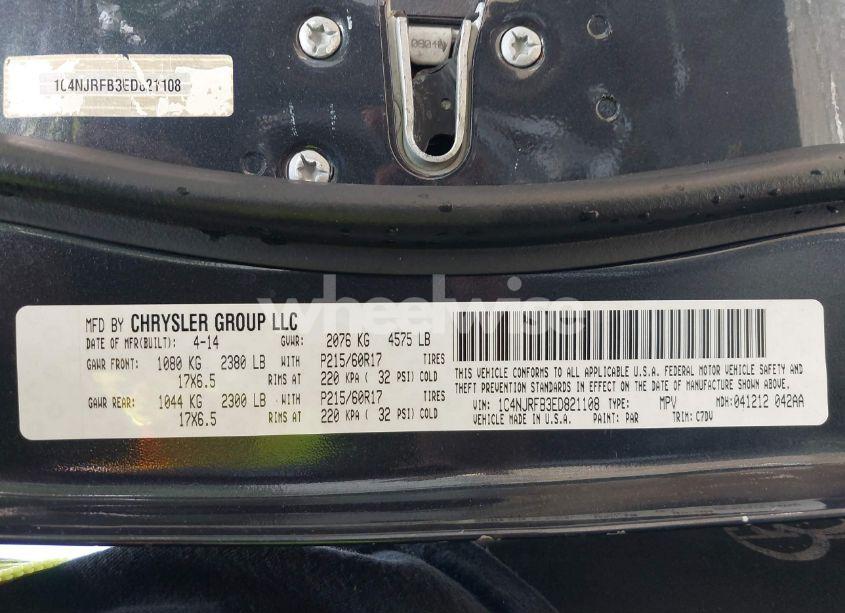 0804
1C4NJRFB3ED821108
wheelwise
MFD BY CHRYSLER GROUP LLC
DATE OF MFR(BUILT): 4-14 GVWR: 2076 KG 4575 LB
GAWR FRONT: 1080 KG 2380 LB WITH P215/60R17 TIRES
17X6.5 RIMS AT 220 KPA ( 32 PSI) COLD
GAWR REAR: 1044 KG 2300 LB WITH P215/60R17 TIRES
17X6.5 RIMS AT 220 KPA ( 32 PSI) COLD
THIS VEHICLE CONFORMS TO ALL APPLICABLE U.S.A. FEDERAL MOTOR VEHICLE SAFETY AND
THEFT PREVENTION STANDARDS IN EFFECT ON THE DATE OF MANUFACTURE SHOWN ABOVE.
VIN: 1C4NJRFB3ED821108 TYPE: MPV MDH:041212 042AA
VEHICLE MADE IN U.S.A. PAINT: PAR TRIM: C7DV